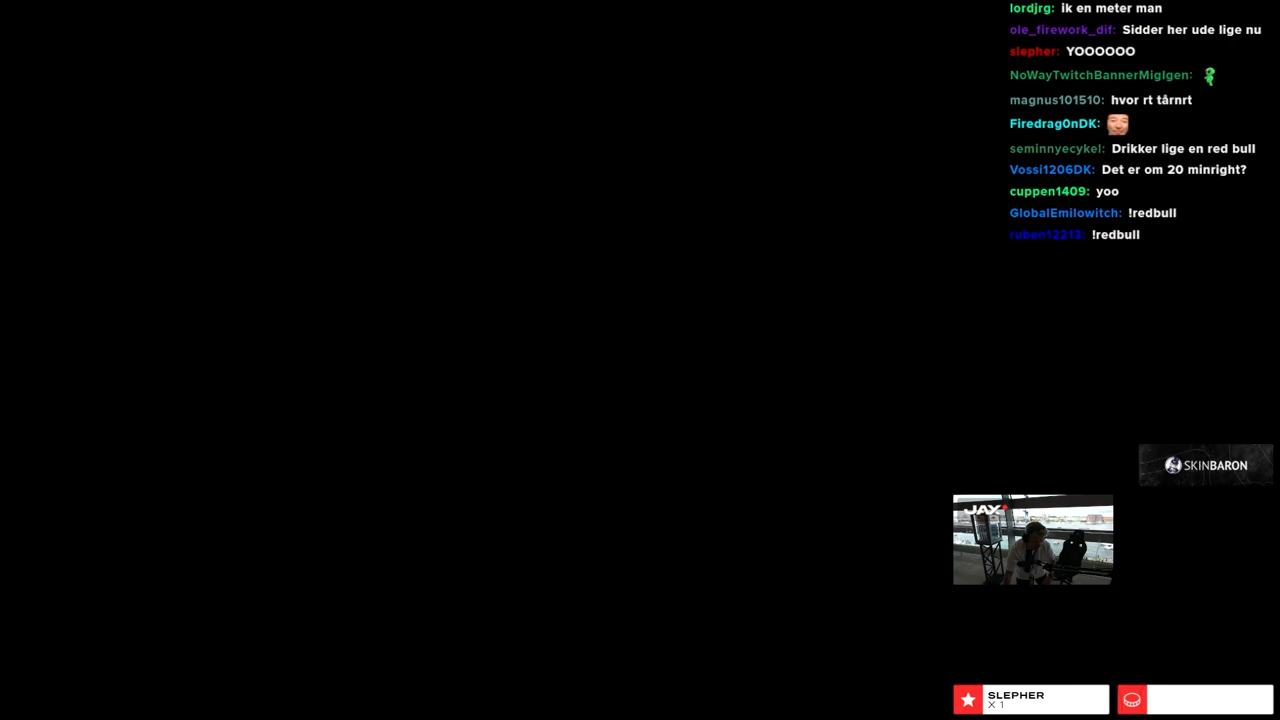 lordjrg: ik en meter man
ole_firework_dif: Sidder her ude lige nu
slepher: YOOOOOO
NoWayTwitchBannerMigIgen:
magnus101510: hvor rt tårnrt
Firedrag0nDK:
seminnyecykel: Drikker lige en red bull
Vossi1206DK: Det er om 20 minright?
cuppen1409: yoo
GlobalEmilowitch: !redbull
ruben12213: !redbull
SKINBARON
JAX
SLEPHER
X 1